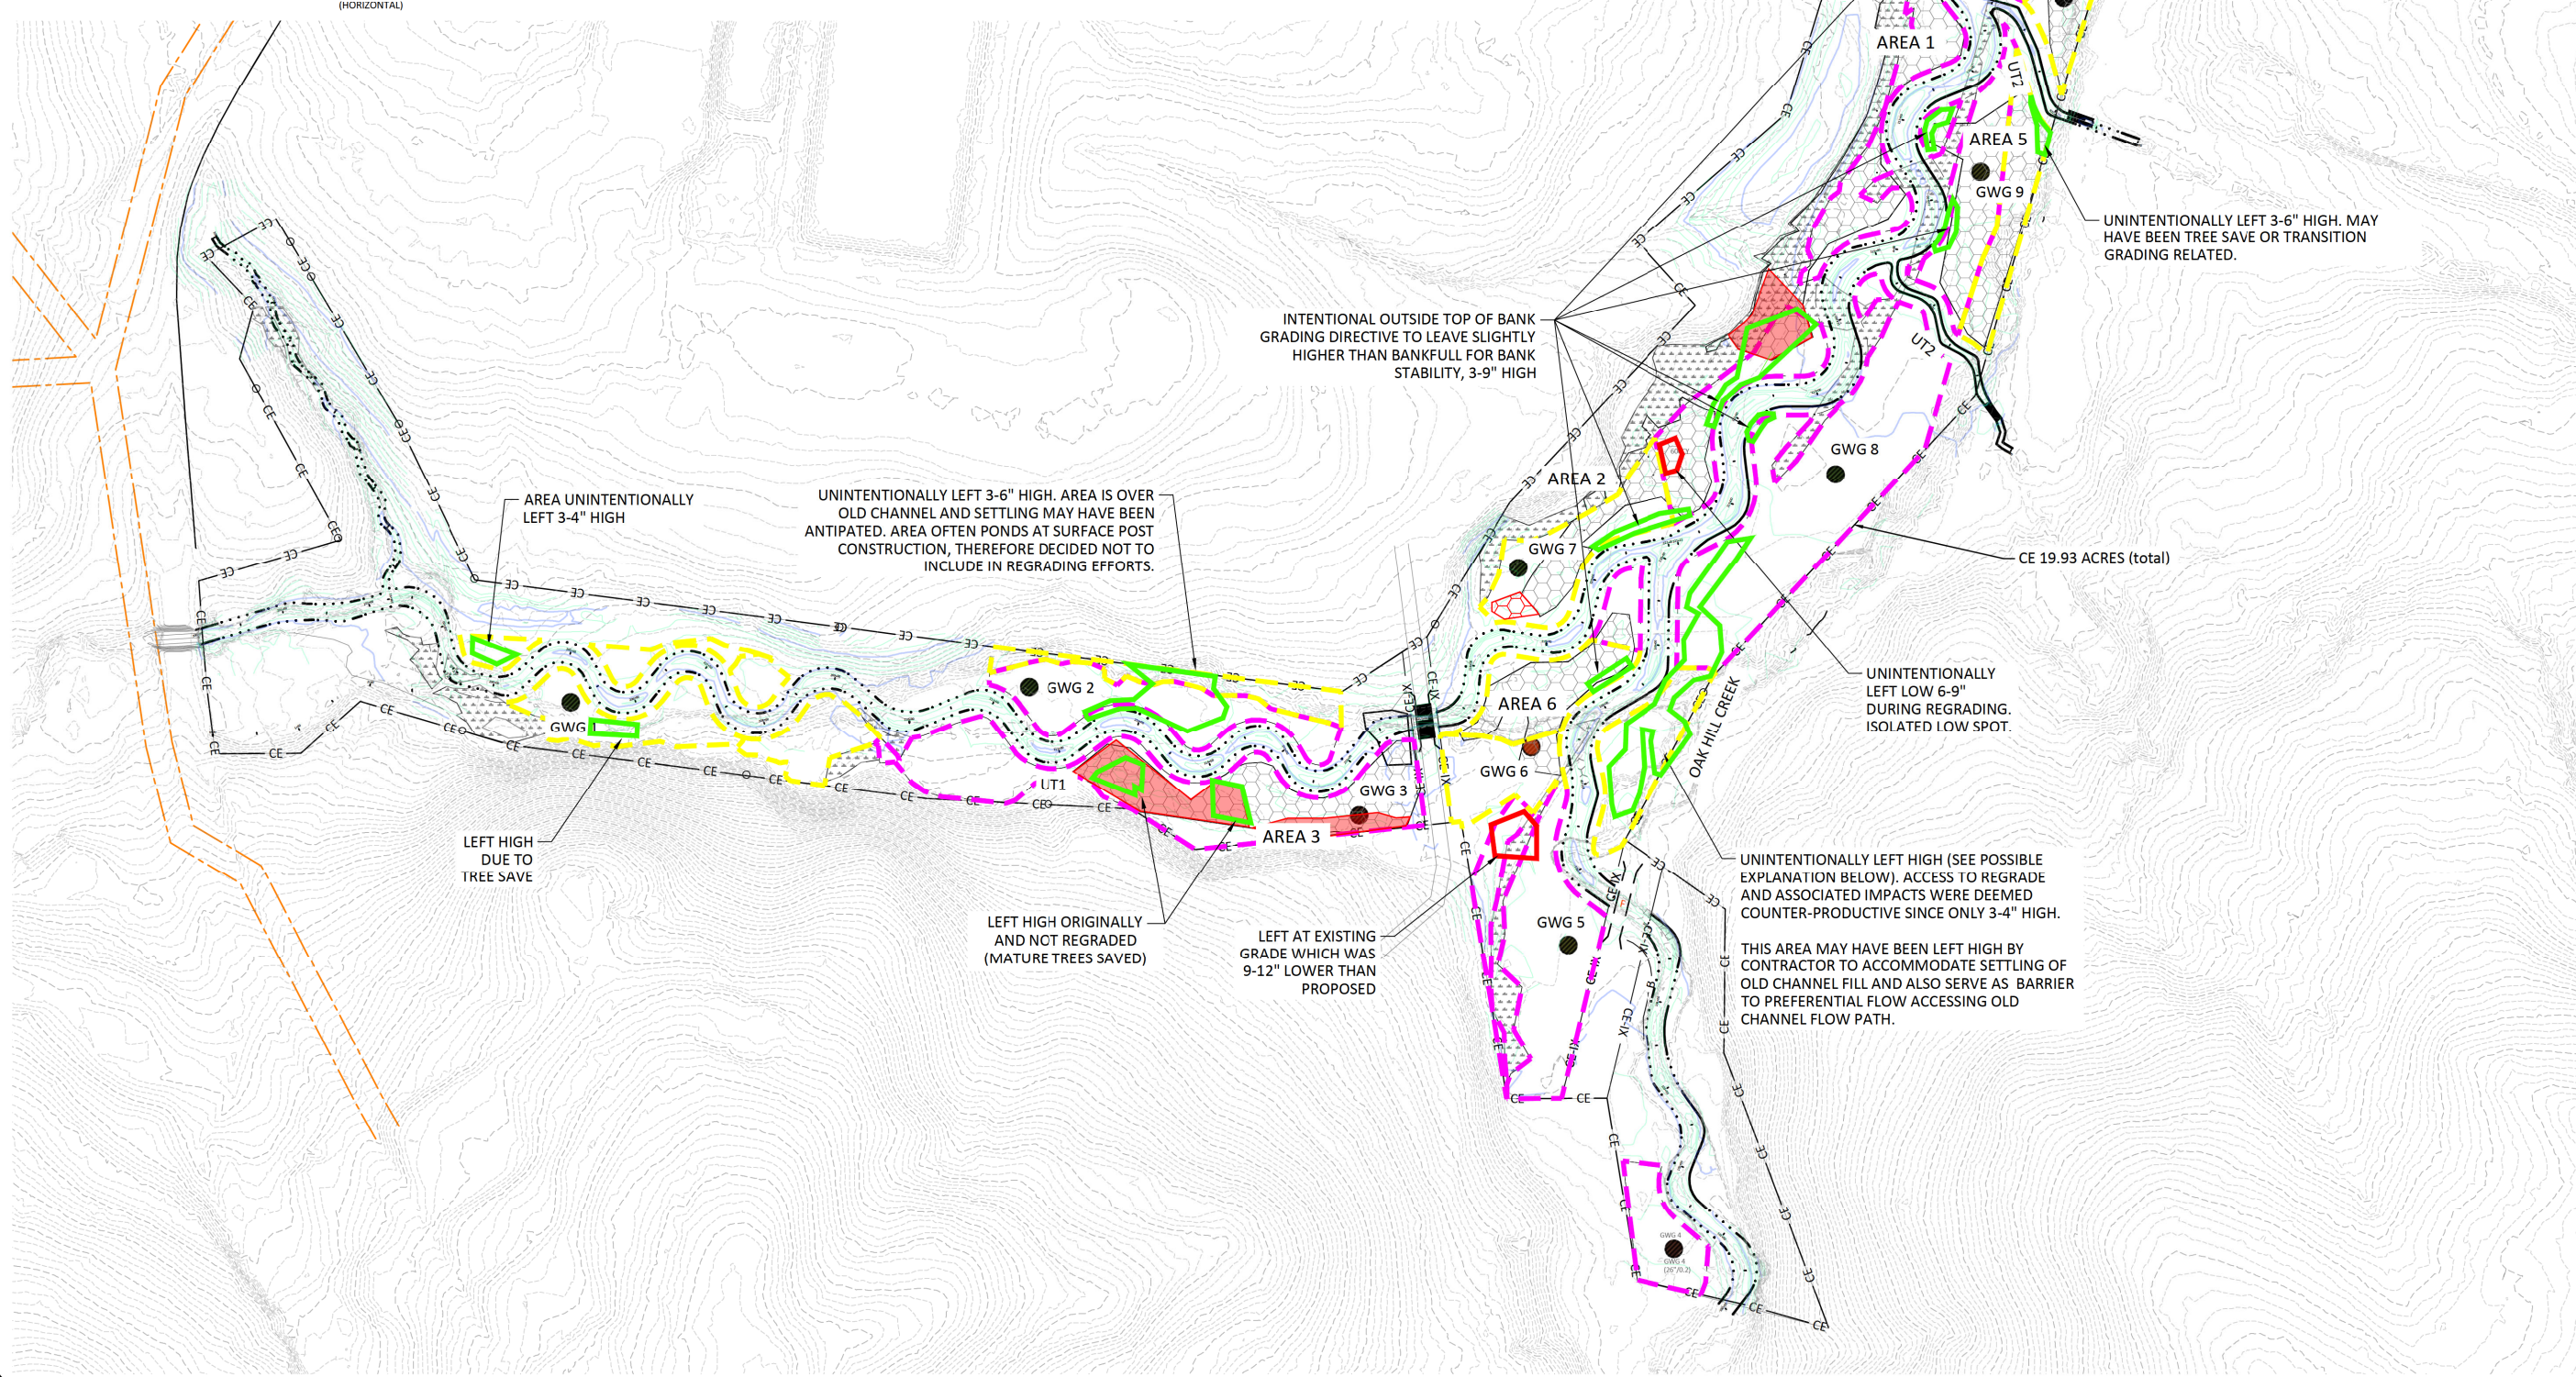 (HORIZONTAL)
AREA 1
UT2
AREA 5
GWG 9
UNINTENTIONALLY LEFT 3-6" HIGH. MAY
HAVE BEEN TREE SAVE OR TRANSITION
GRADING RELATED.
INTENTIONAL OUTSIDE TOP OF BANK
GRADING DIRECTIVE TO LEAVE SLIGHTLY
HIGHER THAN BANKFULL FOR BANK
STABILITY, 3-9" HIGH
UT2
GWG 8
AREA 2
AREA UNINTENTIONALLY
LEFT 3-4" HIGH
UNINTENTIONALLY LEFT 3-6" HIGH. AREA IS OVER
OLD CHANNEL AND SETTLING MAY HAVE BEEN
ANTIPATED. AREA OFTEN PONDS AT SURFACE POST
CONSTRUCTION, THEREFORE DECIDED NOT TO
INCLUDE IN REGRADING EFFORTS.
GWG 7
CE 19.93 ACRES (total)
UNINTENTIONALLY
LEFT LOW 6-9"
DURING REGRADING.
ISOLATED LOW SPOT.
GWG 2
GWG
AREA 6
OAK HILL CREEK
GWG 6
UT1
GWG 3
AREA 3
LEFT HIGH
DUE TO
TREE SAVE
LEFT HIGH ORIGINALLY
AND NOT REGRADED
(MATURE TREES SAVED)
LEFT AT EXISTING
GRADE WHICH WAS
9-12" LOWER THAN
PROPOSED
GWG 5
UNINTENTIONALLY LEFT HIGH (SEE POSSIBLE
EXPLANATION BELOW). ACCESS TO REGRADE
AND ASSOCIATED IMPACTS WERE DEEMED
COUNTER-PRODUCTIVE SINCE ONLY 3-4" HIGH.
THIS AREA MAY HAVE BEEN LEFT HIGH BY
CONTRACTOR TO ACCOMMODATE SETTLING OF
OLD CHANNEL FILL AND ALSO SERVE AS BARRIER
TO PREFERENTIAL FLOW ACCESSING OLD
CHANNEL FLOW PATH.
CE
CE-IX
GWG 4
GWG 4
(26"/0.2)